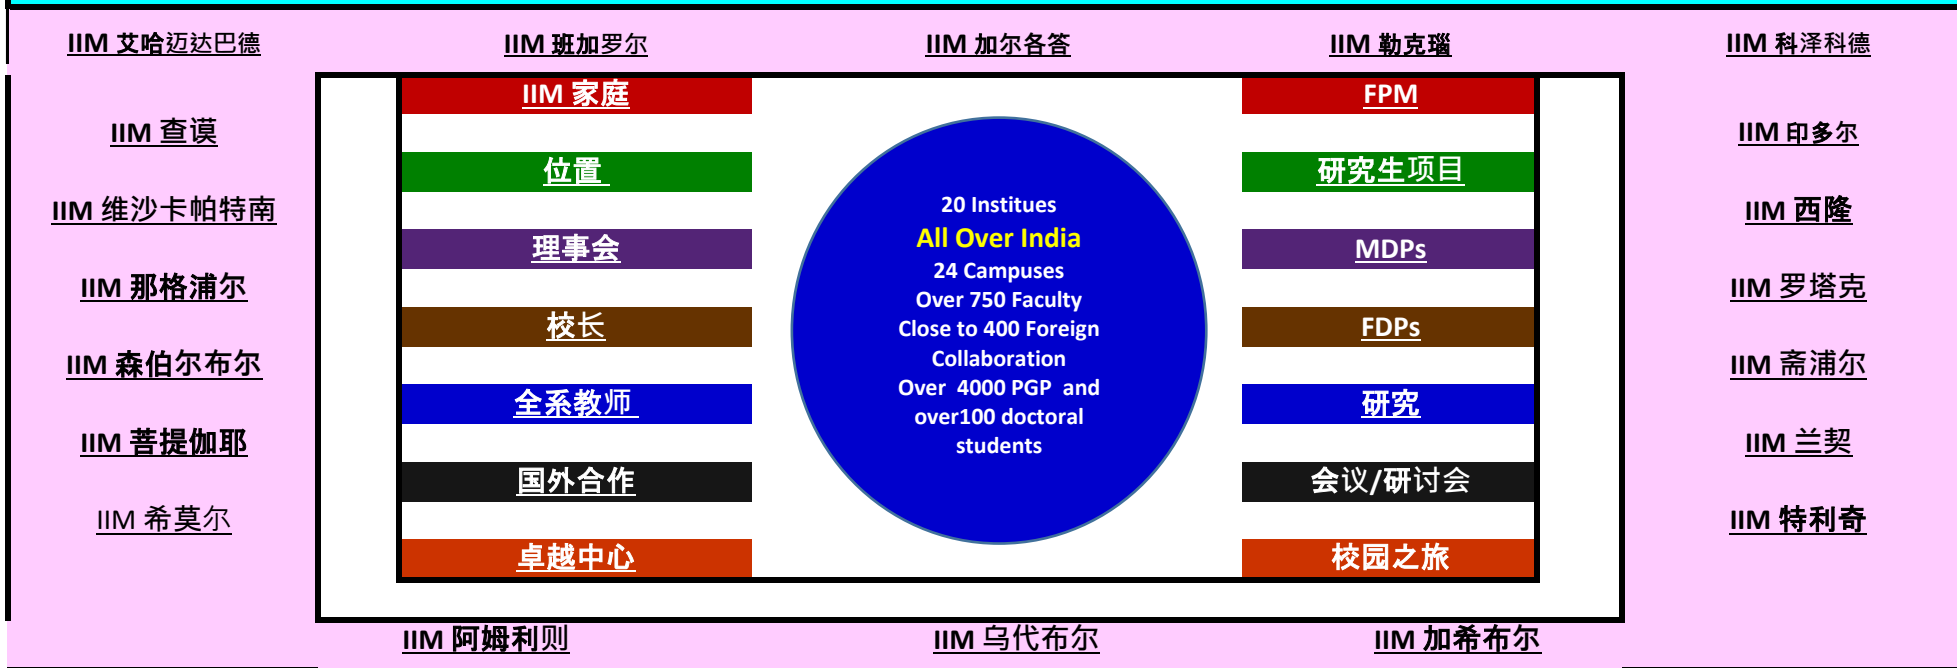 IIM 艾哈迈达巴德
IIM 班加罗尔
IIM 加尔各答
IIM 勒克瑙
IIM 科泽科德
IIM 查谟
IIM 维沙卡帕特南
IIM 那格浦尔
IIM 森伯尔布尔
IIM 菩提伽耶
IIM 希莫尔
IIM 家庭
位置
理事会
校长
全系教师
国外合作
卓越中心
20 Institues
All Over India
24 Campuses
Over 750 Faculty
Close to 400 Foreign
Collaboration
Over 4000 PGP and
over100 doctoral
students
FPM
研究生项目
MDPs
FDPs
研究
会议/研讨会
校园之旅
IIM 印多尔
IIM 西隆
IIM 罗塔克
IIM 斋浦尔
IIM 兰契
IIM 特利奇
IIM 阿姆利则
IIM 乌代布尔
IIM 加希布尔